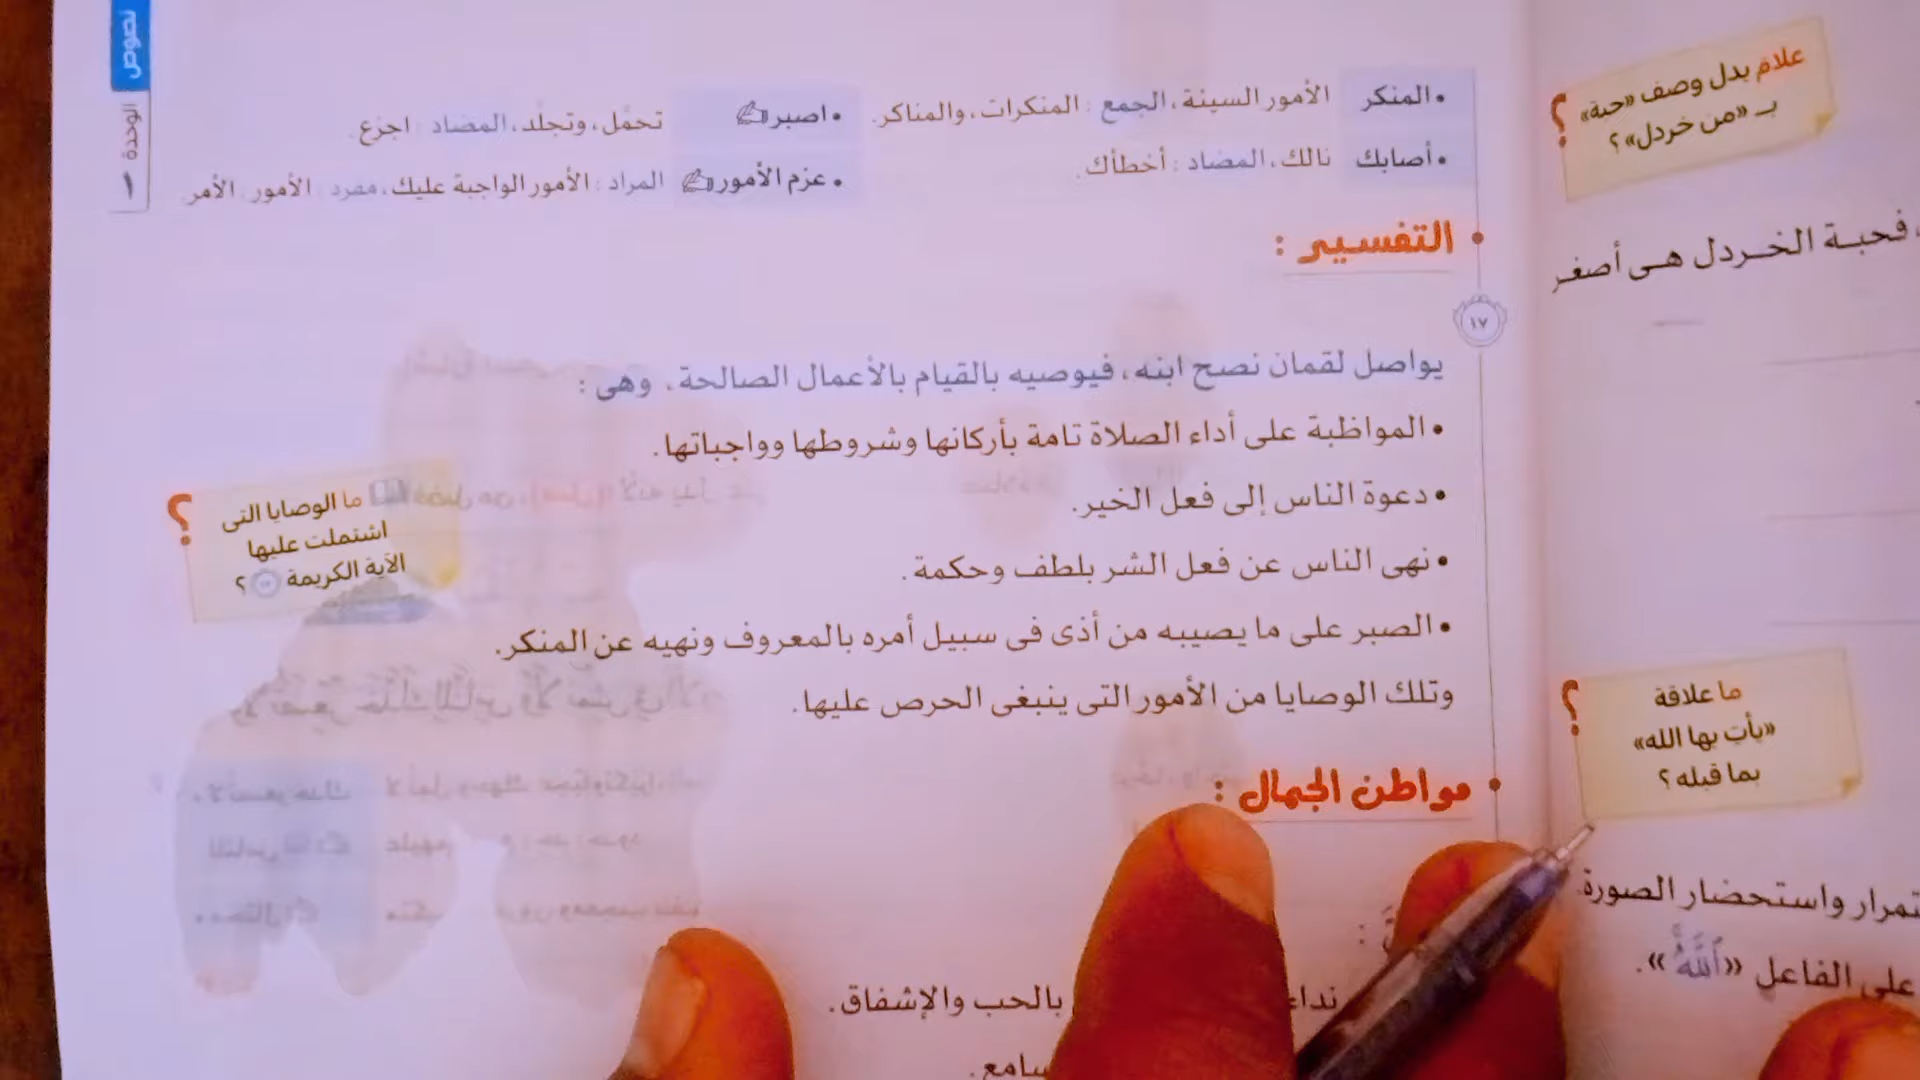 نصوص
الوحدة
١
• المنكر الأمور السيئة، الجمع : المنكرات، والمناكر.
• أصابك نالك، المضاد : أخطأك.
• اصبر تحمَّل، وتجلَّد، المضاد : اجزع.
• عزم الأمور المراد : الأمور الواجبة عليك، مفرد : الأمور : الأمر.
• التفسير :
١٧
يواصل لقمان نصح ابنه، فيوصيه بالقيام بالأعمال الصالحة، وهى :
• المواظبة على أداء الصلاة تامة بأركانها وشروطها وواجباتها.
• دعوة الناس إلى فعل الخير.
• نهى الناس عن فعل الشر بلطف وحكمة.
• الصبر على ما يصيبه من أذى فى سبيل أمره بالمعروف ونهيه عن المنكر.
وتلك الوصايا من الأمور التى ينبغى الحرص عليها.
؟
ما الوصايا التى
اشتملت عليها
الآية الكريمة ؟
• مواطن الجمال :
نداء
بالحب والإشفاق.
؟
علامَ يدل وصف «حبة»
بـ «من خردل» ؟
، فحبة الخردل هى أصغر
؟
ما علاقة
«يأت بها الله»
بما قبله ؟
واستحضار الصورة
على الفاعل «ٱللَّهُ».